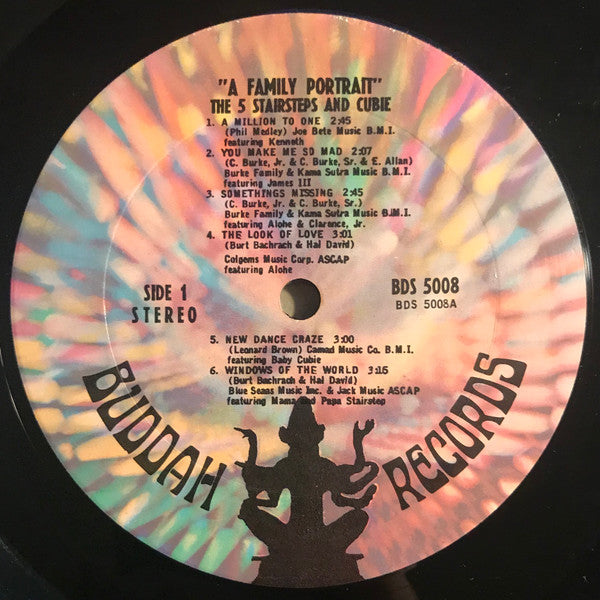 "A FAMILY PORTRAIT"
THE 5 STAIRSTEPS AND CUBIE
1. A MILLION TO ONE 2:45
(Phil Medley) Joe Bete Music B.M.I.
featuring Kenneth
2. YOU MAKE ME SO MAD 2:07
(C. Burke, Jr. & C. Burke, Sr. & E. Allan)
Burke Family & Kama Sutra Music B.M.I.
featuring James III
3. SOMETHINGS MISSING 2:45
(C. Burke, Jr. & C. Burke, Sr.)
Burke Family & Kama Sutra Music B.M.I.
featuring Alohe & Clarence, Jr.
4. THE LOOK OF LOVE 3:01
(Burt Bachrach & Hal David)
Colgems Music Corp. ASCAP
featuring Alohe
SIDE 1
STEREO
BDS 5008
BDS 5008A
5. NEW DANCE CRAZE 3:00
(Leonard Brown) Camad Music Co. B.M.I.
featuring Baby Cubie
6. WINDOWS OF THE WORLD 3:15
(Burt Bachrach & Hal David)
Blue Seans Music Inc. & Jack Music ASCAP
featuring Mama and Papa Stairstep
BUDDAH RECORDS